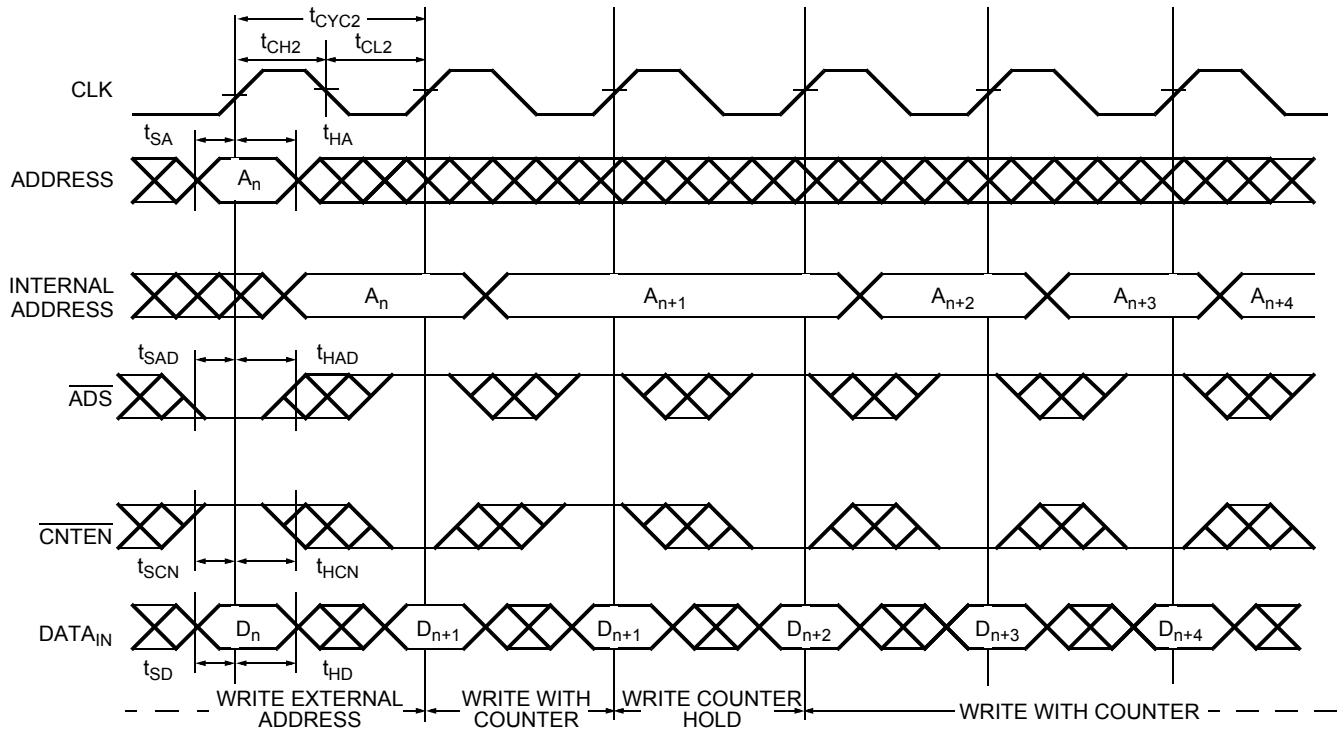 tCYC2
tCH2 tCL2
CLK
tSA tHA
ADDRESS An
INTERNAL
ADDRESS
An An+1 An+2 An+3 An+4
tSAD tHAD
ADS
CNTEN
tSCN tHCN
DATAIN Dn Dn+1 Dn+1 Dn+2 Dn+3 Dn+4
tSD tHD
WRITE EXTERNAL
ADDRESS
WRITE WITH
COUNTER
WRITE COUNTER
HOLD
WRITE WITH COUNTER